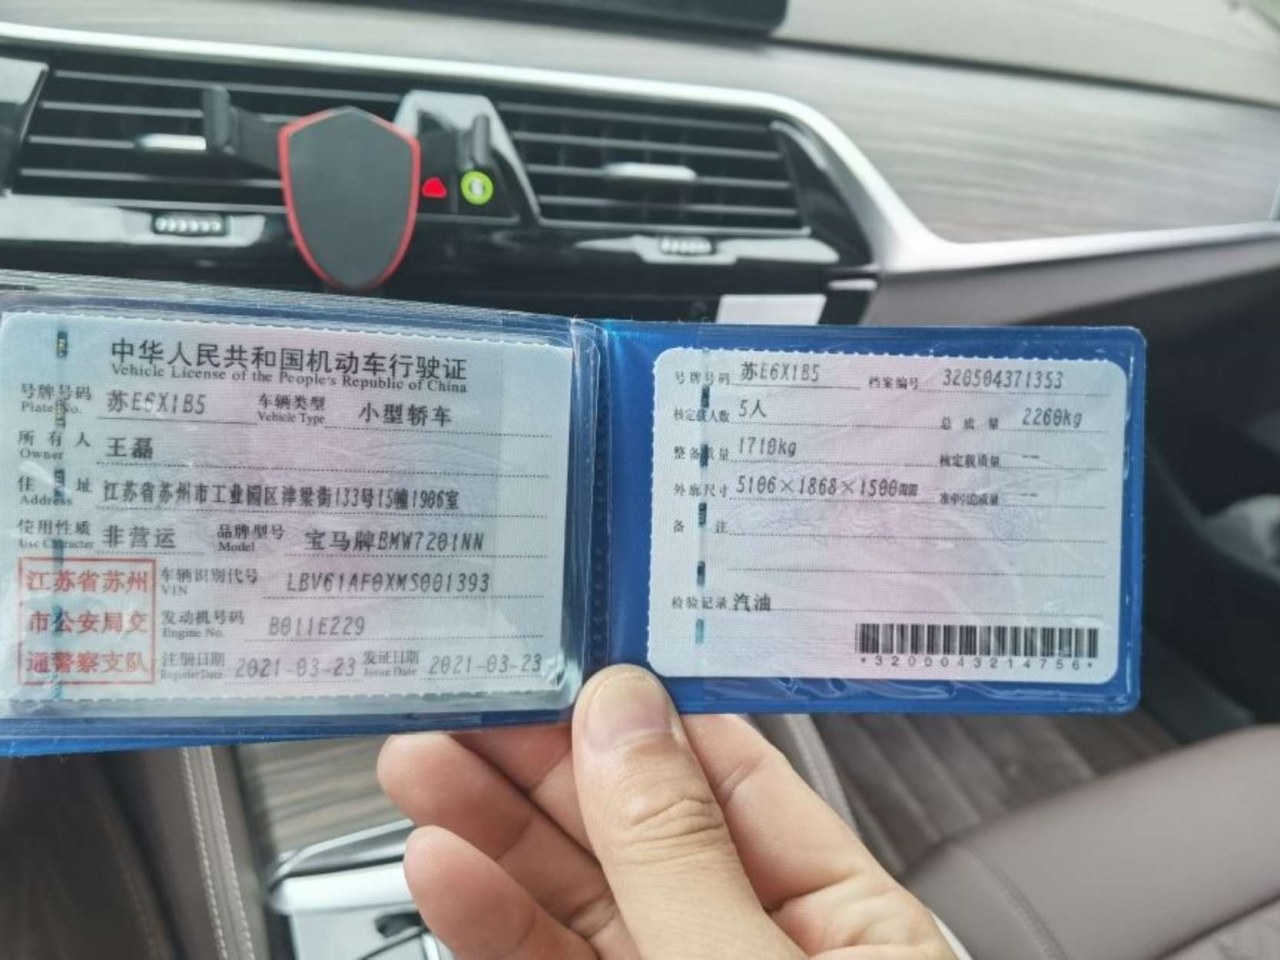 中华人民共和国机动车行驶证
Vehicle License of the People's Republic of China
号牌号码 苏E6X1B5 车辆类型 小型轿车
Plate No. Vehicle Type
所有人 王磊
Owner
住址 江苏省苏州市工业园区津梁街133号15幢1906室
Address
使用性质 非营运 品牌型号 宝马牌BMW7201NN
Use Character Model
江苏省苏州
市公安局交
通警察支队
车辆识别代号 LBV61AF0XMS001393
VIN
发动机号码 B011E229
Engine No.
注册日期 2021-03-23 发证日期 2021-03-23
Register Date Issue Date
号牌号码 苏E6X1B5 档案编号 320504371353
核定载人数 5人 总质量 2260kg
整备质量 1710kg 核定载质量 --
外廓尺寸 5106×1868×1500mm 准牵引总质量 --
备注
检验记录 汽油
*3200043214756*